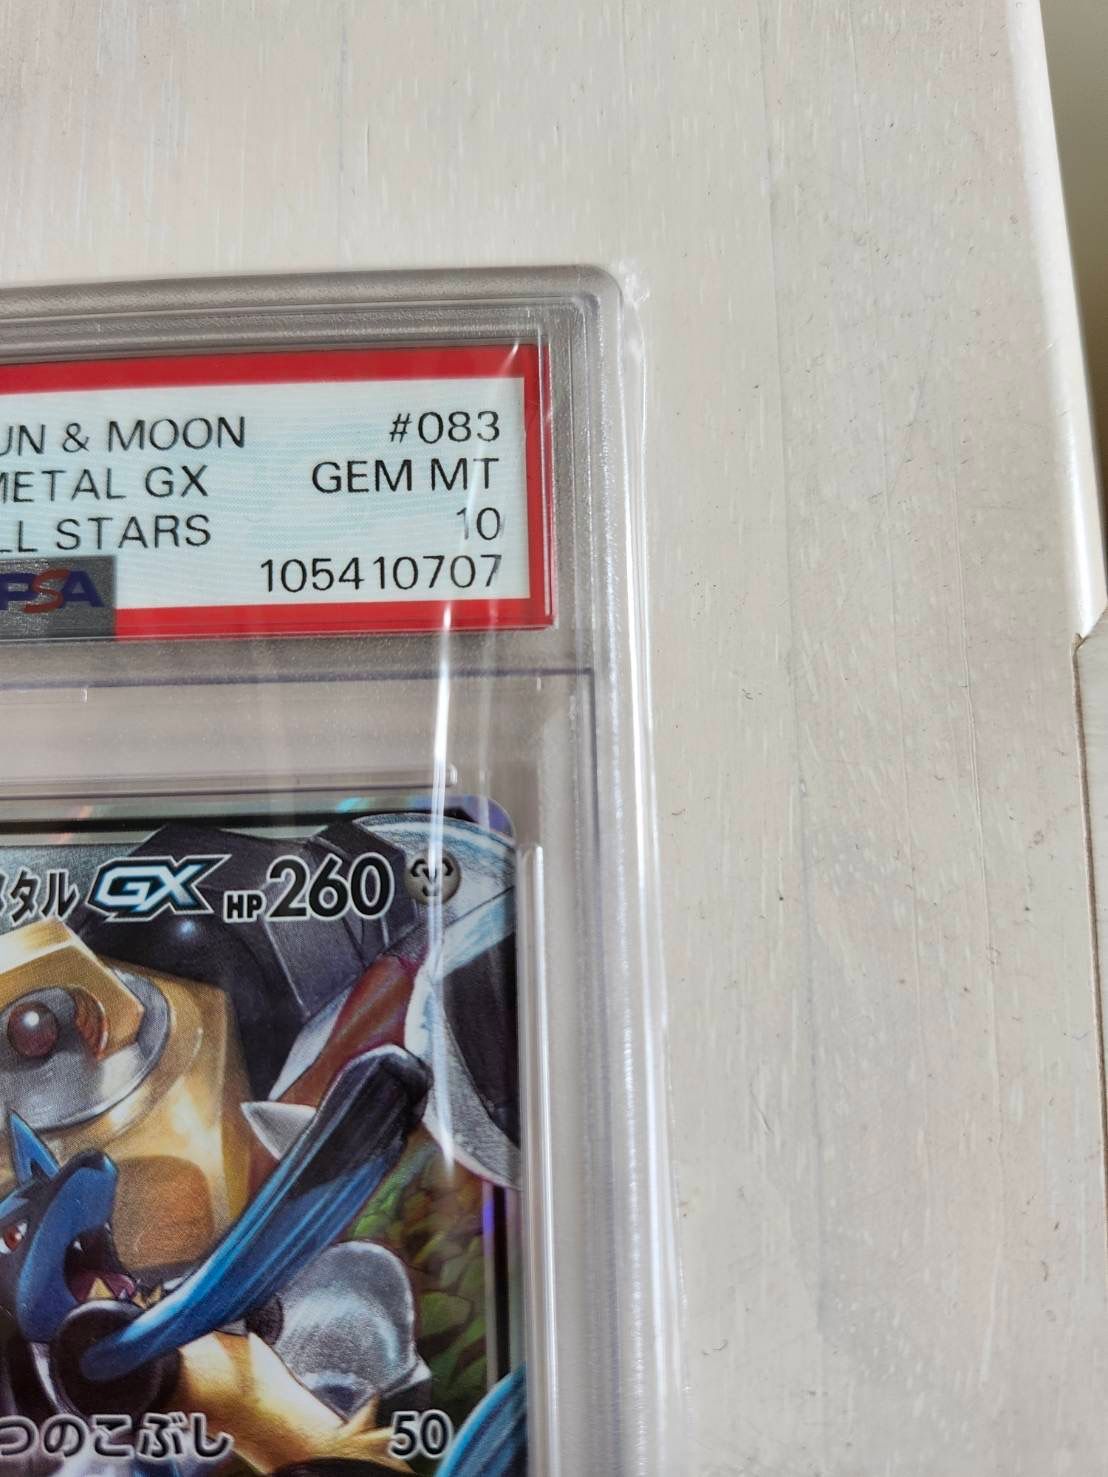 UN & MOON #083
METAL GX GEM MT
LL STARS 10
PSA 105410707
タル GX HP 260
つのこぶし 50